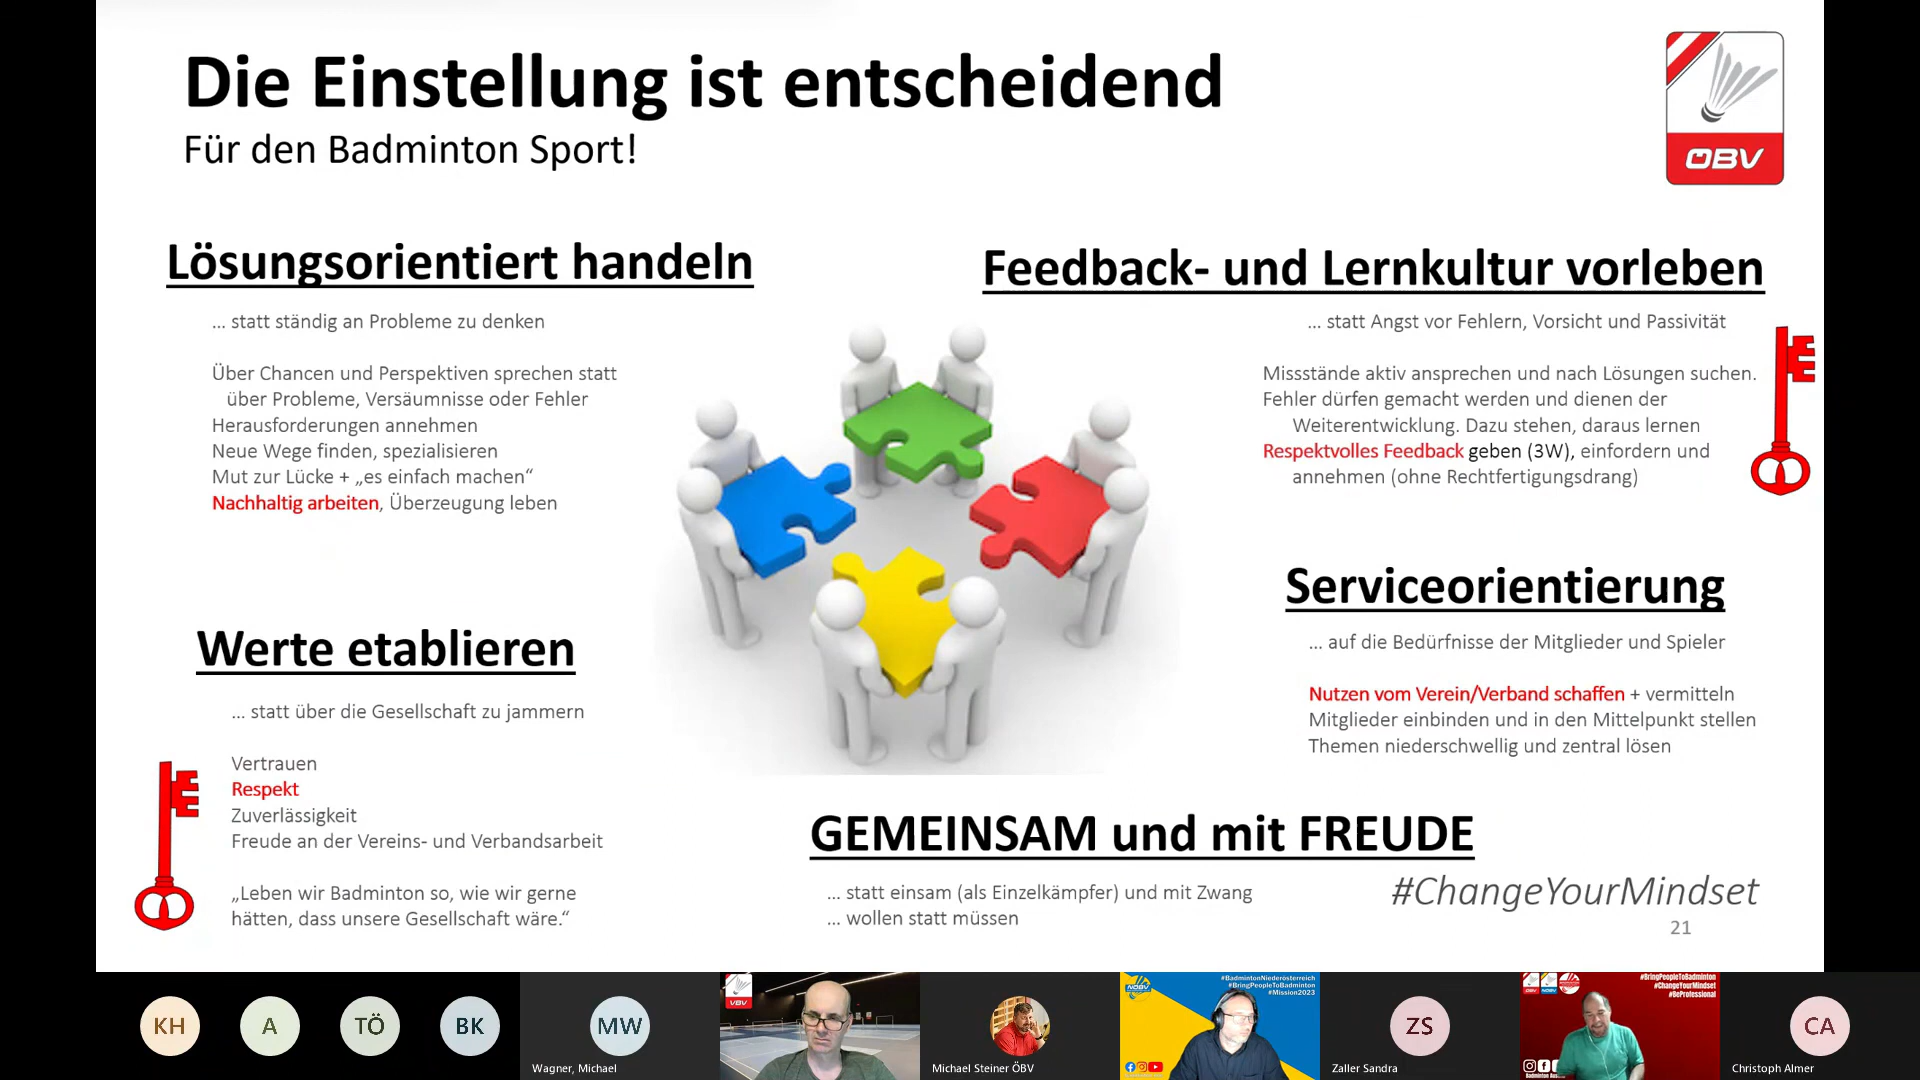 Die Einstellung ist entscheidend
Für den Badminton Sport!
ÖBV
Lösungsorientiert handeln
... statt ständig an Probleme zu denken
Über Chancen und Perspektiven sprechen statt
über Probleme, Versäumnisse oder Fehler
Herausforderungen annehmen
Neue Wege finden, spezialisieren
Mut zur Lücke + „es einfach machen“
Nachhaltig arbeiten, Überzeugung leben
Feedback- und Lernkultur vorleben
... statt Angst vor Fehlern, Vorsicht und Passivität
Missstände aktiv ansprechen und nach Lösungen suchen.
Fehler dürfen gemacht werden und dienen der
Weiterentwicklung. Dazu stehen, daraus lernen
Respektvolles Feedback geben (3W), einfordern und
annehmen (ohne Rechtfertigungsdrang)
Werte etablieren
... statt über die Gesellschaft zu jammern
Vertrauen
Respekt
Zuverlässigkeit
Freude an der Vereins- und Verbandsarbeit
„Leben wir Badminton so, wie wir gerne
hätten, dass unsere Gesellschaft wäre.“
Serviceorientierung
... auf die Bedürfnisse der Mitglieder und Spieler
Nutzen vom Verein/Verband schaffen + vermitteln
Mitglieder einbinden und in den Mittelpunkt stellen
Themen niederschwellig und zentral lösen
GEMEINSAM und mit FREUDE
... statt einsam (als Einzelkämpfer) und mit Zwang
... wollen statt müssen
#ChangeYourMindset
21
KH
A
TÖ
BK
MW
Wagner, Michael
VBV
Michael Steiner ÖBV
NÖBV
#BadmintonNiederösterreich
#BringPeopleToBadminton
#Mission2023
ZS
Zaller Sandra
#BringPeopleToBadminton
#ChangeYourMindset
#BeProfessional
CA
Christoph Almer